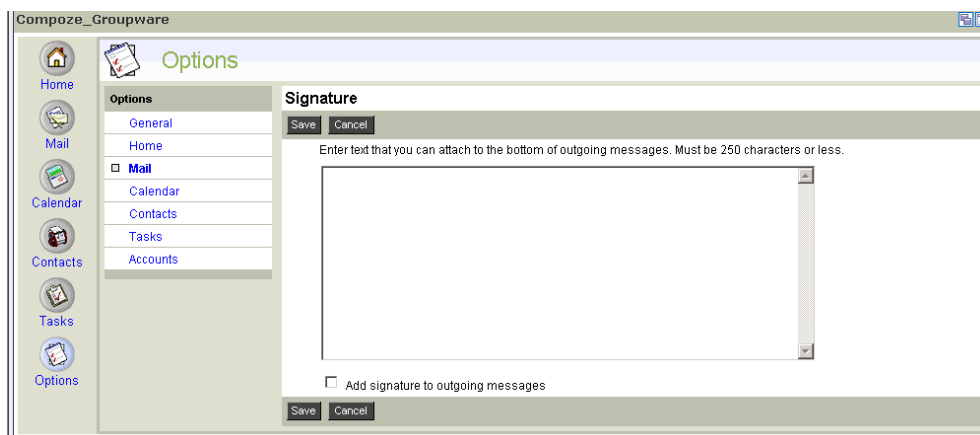 Compoze_Groupware
Home
Mail
Calendar
Contacts
Tasks
Options
Options
Options
General
Home
Mail
Calendar
Contacts
Tasks
Accounts
Signature
Save Cancel
Enter text that you can attach to the bottom of outgoing messages. Must be 250 characters or less.
Add signature to outgoing messages
Save Cancel